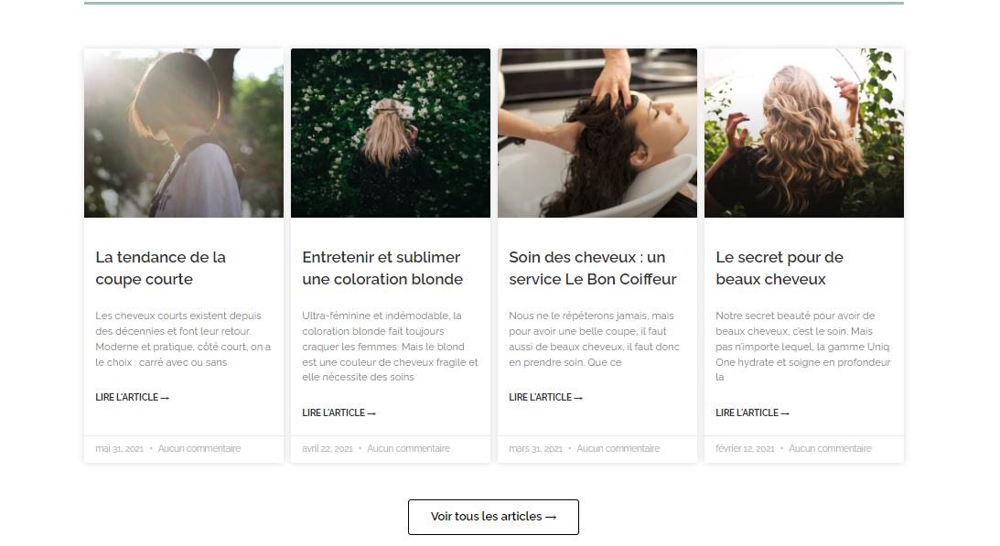 La tendance de la
coupe courte
Les cheveux courts existent depuis
des décennies et font leur retour.
Moderne et pratique, côté court, on a
le choix : carré avec ou sans
LIRE L'ARTICLE →
mai 31, 2021 • Aucun commentaire
Entretenir et sublimer
une coloration blonde
Ultra-féminine et indémodable, la
coloration blonde fait toujours
craquer les femmes. Mais le blond
est une couleur de cheveux fragile et
elle nécessite des soins
LIRE L'ARTICLE →
avril 22, 2021 • Aucun commentaire
Soin des cheveux : un
service Le Bon Coiffeur
Nous ne le répéterons jamais, mais
pour avoir une belle coupe, il faut
aussi de beaux cheveux, il faut donc
en prendre soin. Que ce
LIRE L'ARTICLE →
mars 31, 2021 • Aucun commentaire
Le secret pour de
beaux cheveux
Notre secret beauté pour avoir de
beaux cheveux, c'est le soin. Mais
pas n'importe lequel, la gamme Uniq
One hydrate et soigne en profondeur
la
LIRE L'ARTICLE →
février 12, 2021 • Aucun commentaire
Voir tous les articles →